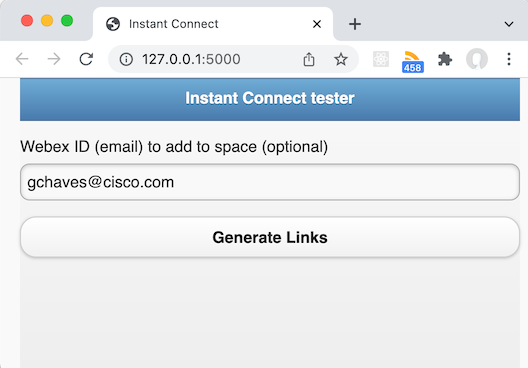 Instant Connect
127.0.0.1:5000
458
Instant Connect tester
Webex ID (email) to add to space (optional)
gchaves@cisco.com
Generate Links